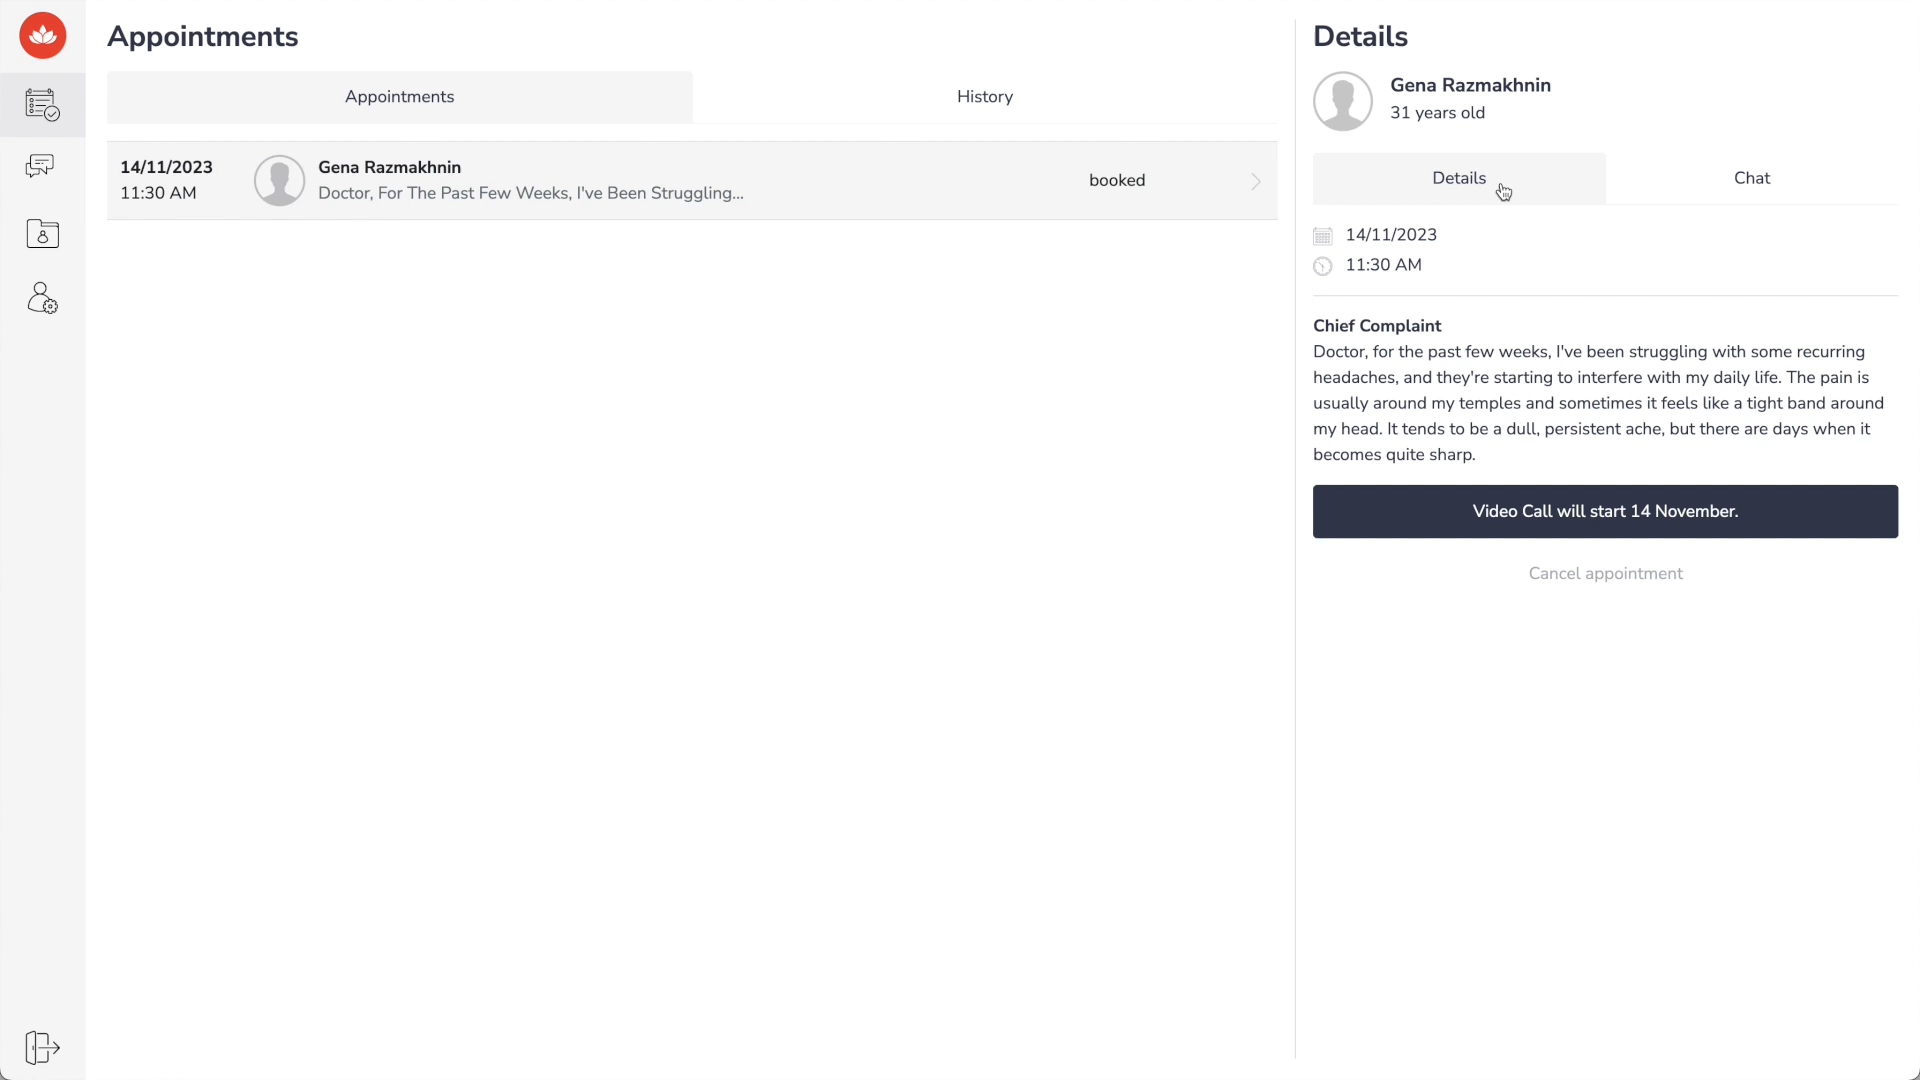 Appointments
Appointments
History
14/11/2023
11:30 AM
Gena Razmakhnin
Doctor, For The Past Few Weeks, I've Been Struggling...
booked
Details
Gena Razmakhnin
31 years old
Details
Chat
14/11/2023
11:30 AM
Chief Complaint
Doctor, for the past few weeks, I've been struggling with some recurring
headaches, and they're starting to interfere with my daily life. The pain is
usually around my temples and sometimes it feels like a tight band around
my head. It tends to be a dull, persistent ache, but there are days when it
becomes quite sharp.
Video Call will start 14 November.
Cancel appointment